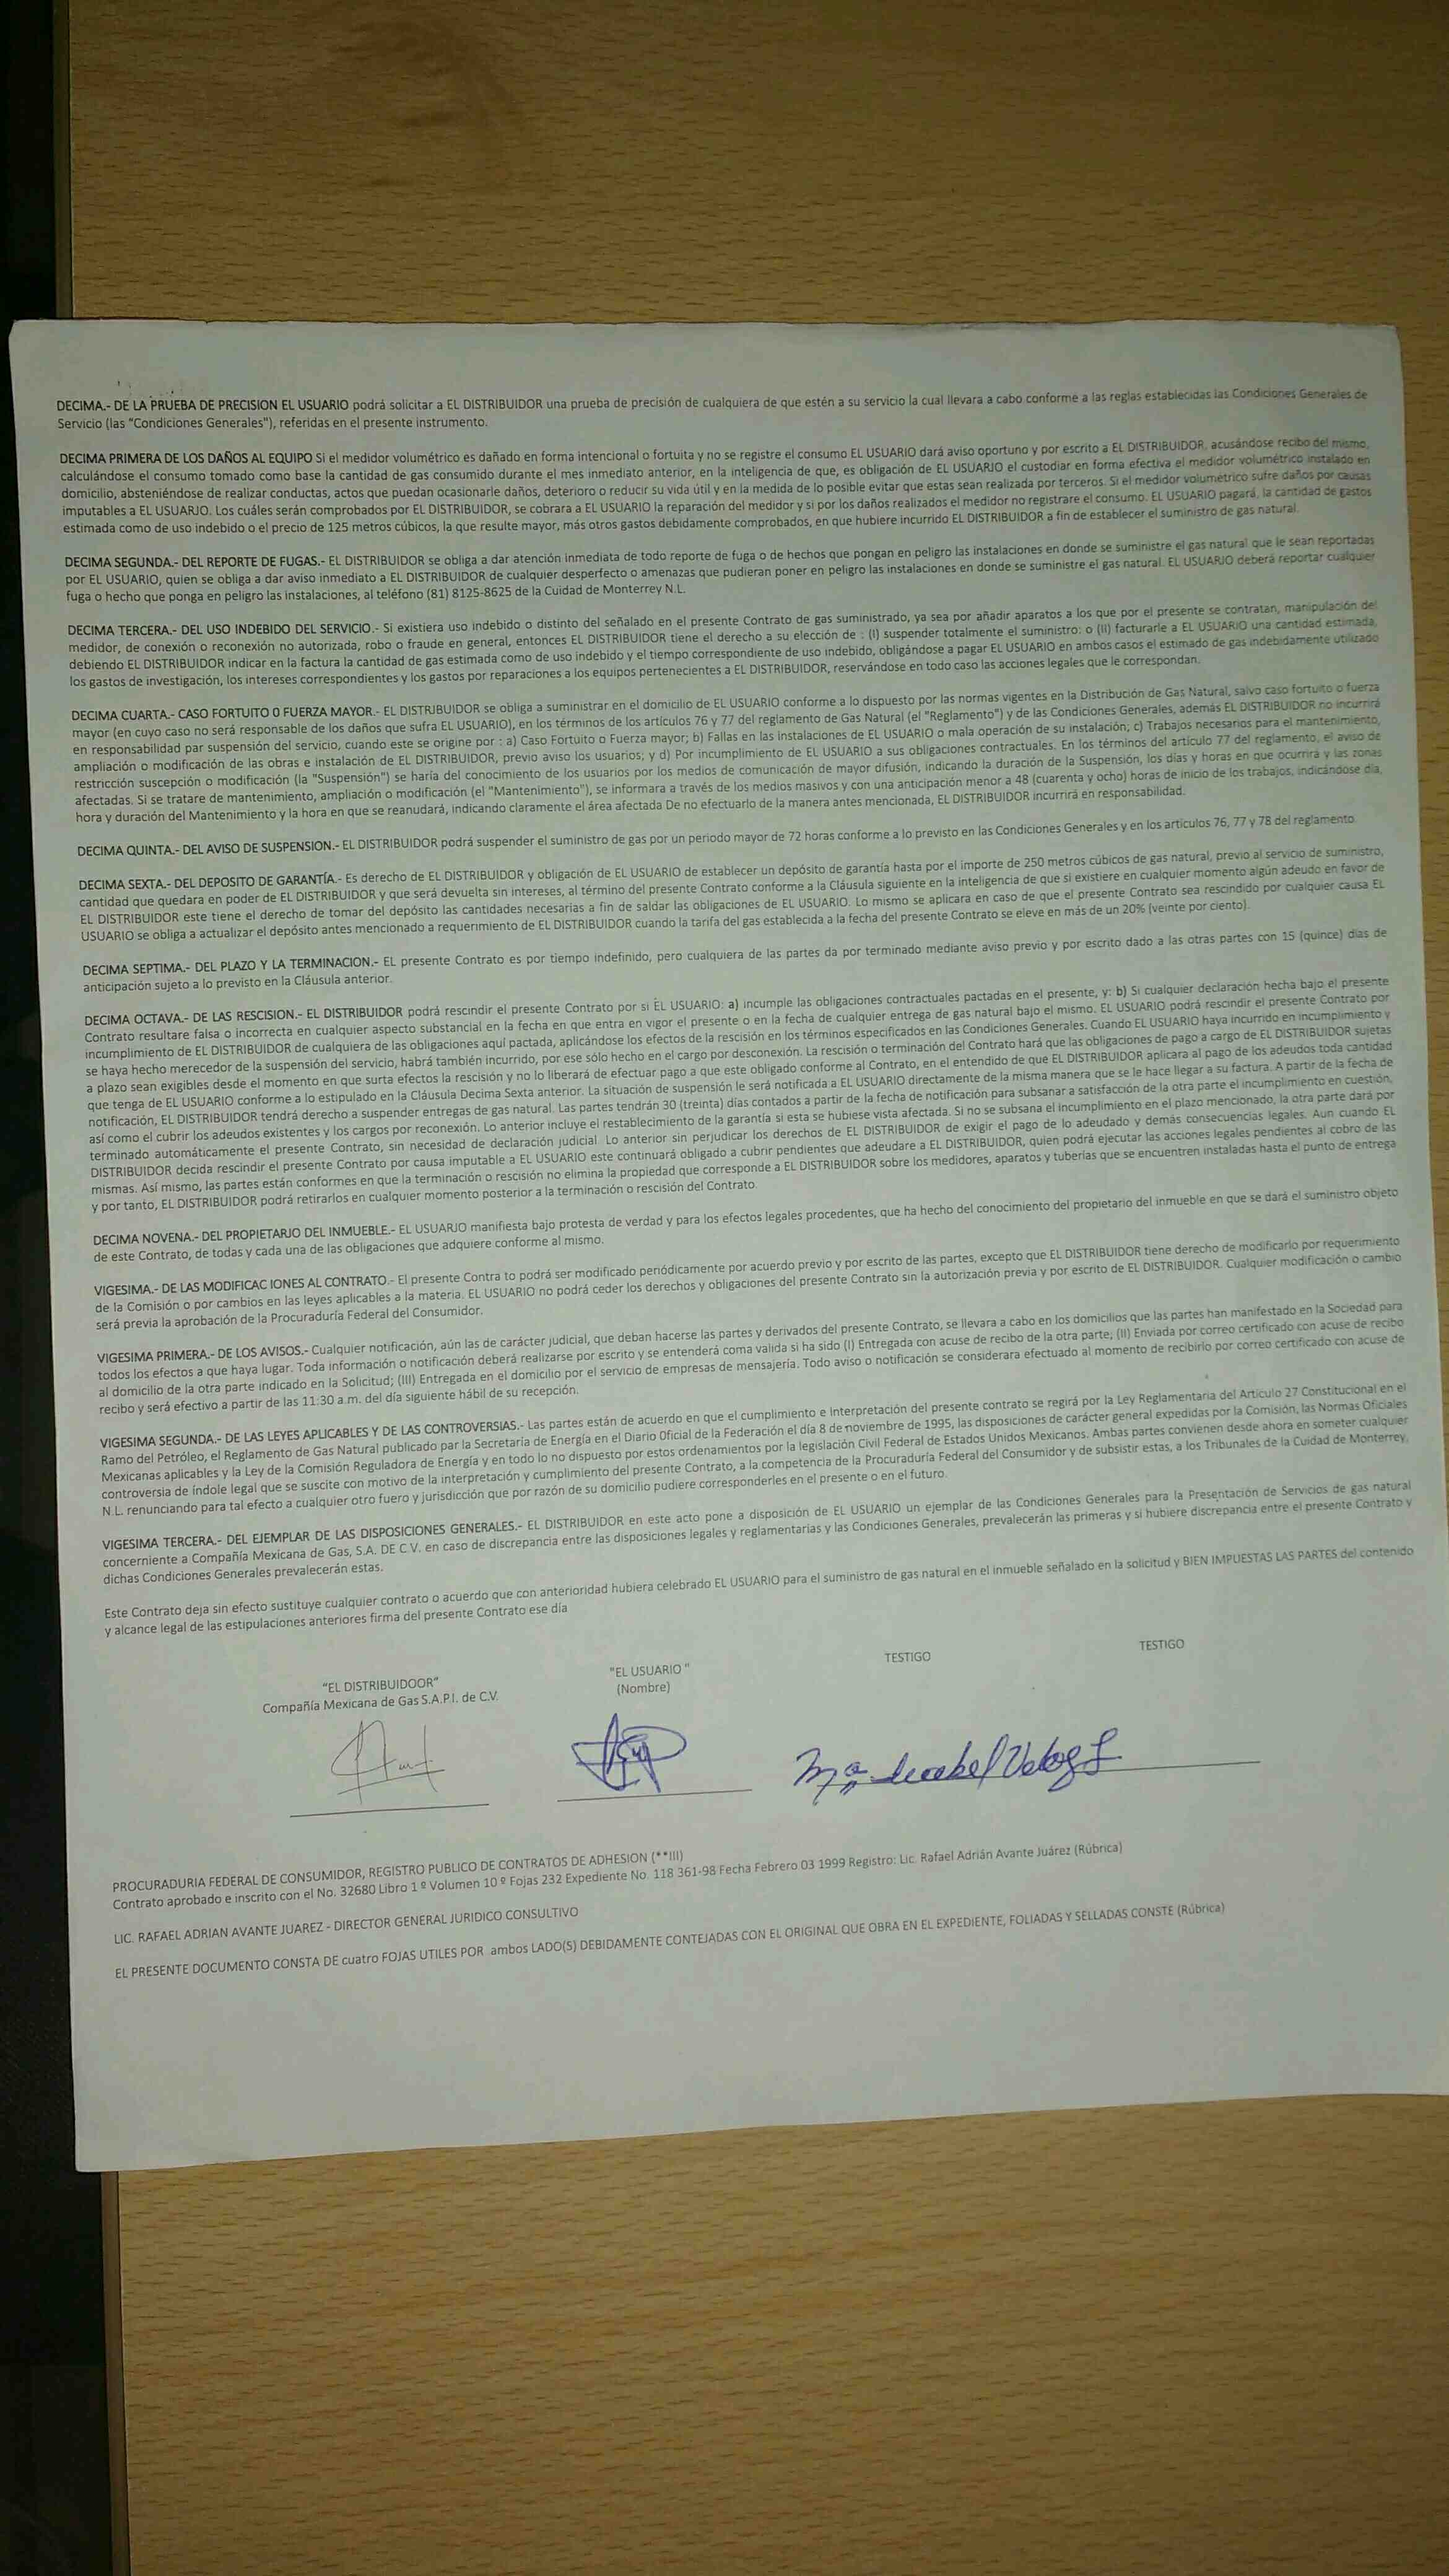 DECIMA.- DE LA PRUEBA DE PRECISION EL USUARIO podrá solicitar a EL DISTRIBUIDOR una prueba de precisión de cualquiera de que estén a su servicio la cual llevara a cabo conforme a las reglas establecidas las Condiciones Generales de
Servicio (las "Condiciones Generales"), referidas en el presente instrumento.
DECIMA PRIMERA DE LOS DAÑOS AL EQUIPO Si el medidor volumétrico es dañado en forma intencional o fortuita y no se registre el consumo EL USUARIO dará aviso oportuno y por escrito a EL DISTRIBUIDOR, acusándose recibo del mismo,
calculándose el consumo tomado como base la cantidad de gas consumido durante el mes inmediato anterior, en la inteligencia de que, es obligación de EL USUARIO el custodiar en forma efectiva el medidor volumétrico instalado en
domicilio, absteniéndose de realizar conductas, actos que puedan ocasionarle daños, deterioro o reducir su vida útil y en la medida de lo posible evitar que estas sean realizada por terceros. Si el medidor volumétrico sufre daños por causas
imputables a EL USUARJO. Los cuáles serán comprobados por EL DISTRIBUIDOR, se cobrara a EL USUARIO la reparación del medidor y si por los daños realizados el medidor no registrare el consumo. EL USUARIO pagará, la cantidad de gastos
estimada como de uso indebido o el precio de 125 metros cúbicos, la que resulte mayor, más otros gastos debidamente comprobados, en que hubiere incurrido EL DISTRIBUIDOR a fin de establecer el suministro de gas natural.
DECIMA SEGUNDA.- DEL REPORTE DE FUGAS.- EL DISTRIBUIDOR se obliga a dar atención inmediata de todo reporte de fuga o de hechos que pongan en peligro las instalaciones en donde se suministre el gas natural que le sean reportadas
por EL USUARIO, quien se obliga a dar aviso inmediato a EL DISTRIBUIDOR de cualquier desperfecto o amenazas que pudieran poner en peligro las instalaciones en donde se suministre el gas natural. EL USUARJO deberá reportar cualquier
fuga o hecho que ponga en peligro las instalaciones, al teléfono (81) 8125-8625 de la Cuidad de Monterrey N.L.
DECIMA TERCERA.- DEL USO INDEBIDO DEL SERVICIO.- Si existiera uso indebido o distinto del señalado en el presente Contrato de gas suministrado, ya sea por añadir aparatos a los que por el presente se contratan, manipulación del
medidor, de conexión o reconexión no autorizada, robo o fraude en general, entonces EL DISTRIBUIDOR tiene el derecho a su elección de : (I) suspender totalmente el suministro: o (II) facturarle a EL USUARIO una cantidad estimada,
debiendo EL DISTRIBUIDOR indicar en la factura la cantidad de gas estimada como de uso indebido y el tiempo correspondiente de uso indebido, obligándose a pagar EL USUARIO en ambos casos el estimado de gas indebidamente utilizado
los gastos de investigación, los intereses correspondientes y los gastos por reparaciones a los equipos pertenecientes a EL DISTRIBUIDOR, reservándose en todo caso las acciones legales que le correspondan.
DECIMA CUARTA.- CASO FORTUITO O FUERZA MAYOR.- EL DISTRJBUIDOR se obliga a suministrar en el domicilio de EL USUARIO conforme a lo dispuesto por las normas vigentes en la Distribución de Gas Natural, salvo caso fortuito o fuerza
mayor (en cuyo caso no será responsable de los daños que sufra EL USUARIO), en los términos de los artículos 76 y 77 del reglamento de Gas Natural (el "Reglamento") y de las Condiciones Generales, además EL DISTRIBUIDOR no incurrirá
en responsabilidad par suspensión del servicio, cuando este se origine por : a) Caso Fortuito o Fuerza mayor; b) Fallas en las instalaciones de EL USUARIO o mala operación de su instalación; c) Trabajos necesarios para el mantenimiento,
ampliación o modificación de las obras e instalación de EL DISTRIBUIDOR, previo aviso los usuarios; y d) Por incumplimiento de EL USUARIO a sus obligaciones contractuales. En los términos del artículo 77 del reglamento, el aviso de
restricción suscepción o modificación (la "Suspensión") se haría del conocimiento de los usuarios por los medios de comunicación de mayor difusión, indicando la duración de la Suspensión, los días y horas en que ocurrirá y las zonas
afectadas. Si se tratare de mantenimiento, ampliación o modificación (el "Mantenimiento"), se informara a través de los medios masivos y con una anticipación menor a 48 (cuarenta y ocho) horas de inicio de los trabajos, indicándose día,
hora y duración del Mantenimiento y la hora en que se reanudará, indicando claramente el área afectada De no efectuarlo de la manera antes mencionada, EL DISTRIBUIDOR incurrirá en responsabilidad.
DECIMA QUINTA.- DEL AVISO DE SUSPENSION.- EL DISTRIBUIDOR podrá suspender el suministro de gas por un periodo mayor de 72 horas conforme a lo previsto en las Condiciones Generales y en los artículos 76, 77 y 78 del reglamento
DECIMA SEXTA.- DEL DEPOSITO DE GARANTÍA.- Es derecho de EL DISTRIBUIDOR y obligación de EL USUARIO de establecer un depósito de garantía hasta por el importe de 250 metros cúbicos de gas natural, previo al servicio de suministro,
cantidad que quedara en poder de EL DISTRIBUIDOR y que será devuelta sin intereses, al término del presente Contrato conforme a la Cláusula siguiente en la inteligencia de que si existiere en cualquier momento algún adeudo en favor de
EL DISTRIBUIDOR este tiene el derecho de tomar del depósito las cantidades necesarias a fin de saldar las obligaciones de EL USUARIO. Lo mismo se aplicara en caso de que el presente Contrato sea rescindido por cualquier causa EL
USUARIO se obliga a actualizar el depósito antes mencionado a requerimiento de EL DISTRIBUIDOR cuando la tarifa del gas establecida a la fecha del presente Contrato se eleve en más de un 20% (veinte por ciento).
DECIMA SEPTIMA.- DEL PLAZO Y LA TERMINACION.- EL presente Contrato es por tiempo indefinido, pero cualquiera de las partes da por terminado mediante aviso previo y por escrito dado a las otras partes con 15 (quince) días de
anticipación sujeto a lo previsto en la Cláusula anterior.
DECIMA OCTAVA.- DE LAS RESCISION.- EL DISTRIBUIDOR podrá rescindir el presente Contrato por si EL USUARIO: a) incumple las obligaciones contractuales pactadas en el presente, y: b) Si cualquier declaración hecha bajo el presente
Contrato resultare falsa o incorrecta en cualquier aspecto substancial en la fecha en que entra en vigor el presente o en la fecha de cualquier entrega de gas natural bajo el mismo. EL USUARIO podrá rescindir el presente Contrato por
incumplimiento de EL DISTRIBUIDOR de cualquiera de las obligaciones aquí pactada, aplicándose los efectos de la rescisión en los términos especificados en las Condiciones Generales. Cuando EL USUARIO haya incurrido en incumplimiento y
se haya hecho merecedor de la suspensión del servicio, habrá también incurrido, por ese sólo hecho en el cargo por desconexión. La rescisión o terminación del Contrato hará que las obligaciones de pago a cargo de EL DISTRIBUIDOR sujetas
a plazo sean exigibles desde el momento en que surta efectos la rescisión y no lo liberará de efectuar pago a que este obligado conforme al Contrato, en el entendido de que EL DISTRIBUIDOR aplicara al pago de los adeudos toda cantidad
que tenga de EL USUARIO conforme a lo estipulado en la Cláusula Decima Sexta anterior. La situación de suspensión le será notificada a EL USUARIO directamente de la misma manera que se le hace llegar a su factura. A partir de la fecha de
notificación, EL DISTRIBUIDOR tendrá derecho a suspender entregas de gas natural. Las partes tendrán 30 (treinta) días contados a partir de la fecha de notificación para subsanar a satisfacción de la otra parte el incumplimiento en cuestión,
así como el cubrir los adeudos existentes y los cargos por reconexión. Lo anterior incluye el restablecimiento de la garantía si esta se hubiese vista afectada. Si no se subsana el incumplimiento en el plazo mencionado, la otra parte dará por
terminado automáticamente el presente Contrato, sin necesidad de declaración judicial. Lo anterior sin perjudicar los derechos de EL DISTRIBUIDOR de exigir el pago de lo adeudado y demás consecuencias legales. Aun cuando EL
DISTRIBUIDOR decida rescindir el presente Contrato por causa imputable a EL USUARIO este continuará obligado a cubrir pendientes que adeudare a EL DISTRIBUIDOR, quien podrá ejecutar las acciones legales pendientes al cobro de las
mismas. Así mismo, las partes están conformes en que la terminación o rescisión no elimina la propiedad que corresponde a EL DISTRIBUIDOR sobre los medidores, aparatos y tuberías que se encuentren instaladas hasta el punto de entrega
y por tanto, EL DISTRIBUIDOR podrá retirarlos en cualquier momento posterior a la terminación o rescisión del Contrato.
DECIMA NOVENA.- DEL PROPIETARJO DEL INMUEBLE.- EL USUARJO manifiesta bajo protesta de verdad y para los efectos legales procedentes, que ha hecho del conocimiento del propietario del inmueble en que se dará el suministro objeto
de este Contrato, de todas y cada una de las obligaciones que adquiere conforme al mismo.
VIGESIMA.- DE LAS MODIFICAC IONES AL CONTRATO.- El presente Contra to podrá ser modificado periódicamente por acuerdo previo y por escrito de las partes, excepto que EL DISTRIBUIDOR tiene derecho de modificarlo por requerimiento
de la Comisión o por cambios en las leyes aplicables a la materia. EL USUARIO no podrá ceder los derechos y obligaciones del presente Contrato sin la autorización previa y por escrito de EL DISTRIBUIDOR. Cualquier modificación o cambio
será previa la aprobación de la Procuraduría Federal del Consumidor.
VIGESIMA PRIMERA.- DE LOS AVISOS.- Cualquier notificación, aún las de carácter judicial, que deban hacerse las partes y derivados del presente Contrato, se llevara a cabo en los domicilios que las partes han manifestado en la Sociedad para
todos los efectos a que haya lugar. Toda información o notificación deberá realizarse por escrito y se entenderá coma valida si ha sido (I) Entregada con acuse de recibo de la otra parte; (II) Enviada por correo certificado con acuse de recibo
al domicilio de la otra parte indicado en la Solicitud; (III) Entregada en el domicilio por el servicio de empresas de mensajería. Todo aviso o notificación se considerara efectuado al momento de recibirlo por correo certificado con acuse de
recibo y será efectivo a partir de las 11:30 a.m. del día siguiente hábil de su recepción.
VIGESIMA SEGUNDA.- DE LAS LEYES APLICABLES Y DE LAS CONTROVERSIAS.- Las partes están de acuerdo en que el cumplimiento e interpretación del presente contrato se regirá por la Ley Reglamentaria del Articulo 27 Constitucional en el
Ramo del Petróleo, el Reglamento de Gas Natural publicado par la Secretaría de Energía en el Diario Oficial de la Federación el día 8 de noviembre de 1995, las disposiciones de carácter general expedidas por la Comisión, las Normas Oficiales
Mexicanas aplicables y la Ley de la Comisión Reguladora de Energía y en todo lo no dispuesto por estos ordenamientos por la legislación Civil Federal de Estados Unidos Mexicanos. Ambas partes convienen desde ahora en someter cualquier
controversia de índole legal que se suscite con motivo de la interpretación y cumplimiento del presente Contrato, a la competencia de la Procuraduría Federal del Consumidor y de subsistir estas, a los Tribunales de la Cuidad de Monterrey,
N.L. renunciando para tal efecto a cualquier otro fuero y jurisdicción que por razón de su domicilio pudiere corresponderles en el presente o en el futuro.
VIGESIMA TERCERA.- DEL EJEMPLAR DE LAS DISPOSICIONES GENERALES.- EL DISTRIBUIDOR en este acto pone a disposición de EL USUARIO un ejemplar de las Condiciones Generales para la Presentación de Servicios de gas natural
concerniente a Compañía Mexicana de Gas, S.A. DE C.V. en caso de discrepancia entre las disposiciones legales y reglamentarias y las Condiciones Generales, prevalecerán las primeras y si hubiere discrepancia entre el presente Contrato y
dichas Condiciones Generales prevalecerán estas.
Este Contrato deja sin efecto sustituye cualquier contrato o acuerdo que con anterioridad hubiera celebrado EL USUARIO para el suministro de gas natural en el inmueble señalado en la solicitud y BIEN IMPUESTAS LAS PARTES del contenido
y alcance legal de las estipulaciones anteriores firma del presente Contrato ese día
"EL DISTRIBUIDOOR"
Compañía Mexicana de Gas S.A.P.I. de C.V.
"EL USUARIO "
(Nombre)
TESTIGO
TESTIGO
PROCURADURIA FEDERAL DE CONSUMIDOR, REGISTRO PUBLICO DE CONTRATOS DE ADHESION (**III)
Contrato aprobado e inscrito con el No. 32680 Libro 1 º Volumen 10 º Fojas 232 Expediente No. 118 361-98 Fecha Febrero 03 1999 Registro: Lic. Rafael Adrián Avante Juárez (Rúbrica)
LIC. RAFAEL ADRIAN AVANTE JUAREZ - DIRECTOR GENERAL JURIDICO CONSULTIVO
EL PRESENTE DOCUMENTO CONSTA DE cuatro FOJAS UTILES POR ambos LADO(S) DEBIDAMENTE CONTEJADAS CON EL ORIGINAL QUE OBRA EN EL EXPEDIENTE, FOLIADAS Y SELLADAS CONSTE (Rúbrica)